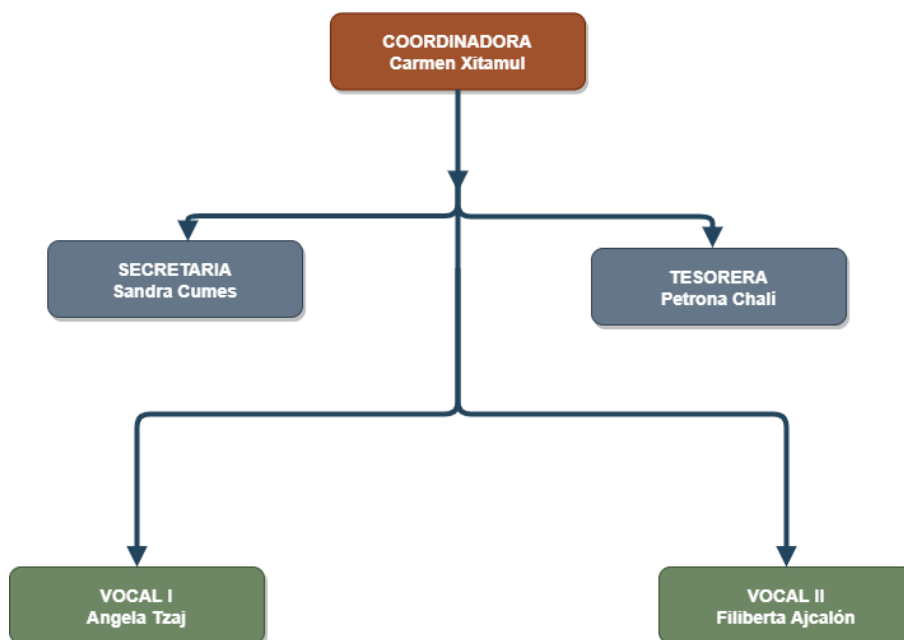 COORDINADORA
Carmen Xitamul
SECRETARIA
Sandra Cumes
TESORERA
Petrona Chalí
VOCAL I
Angela Tzaj
VOCAL II
Filiberta Ajcalón